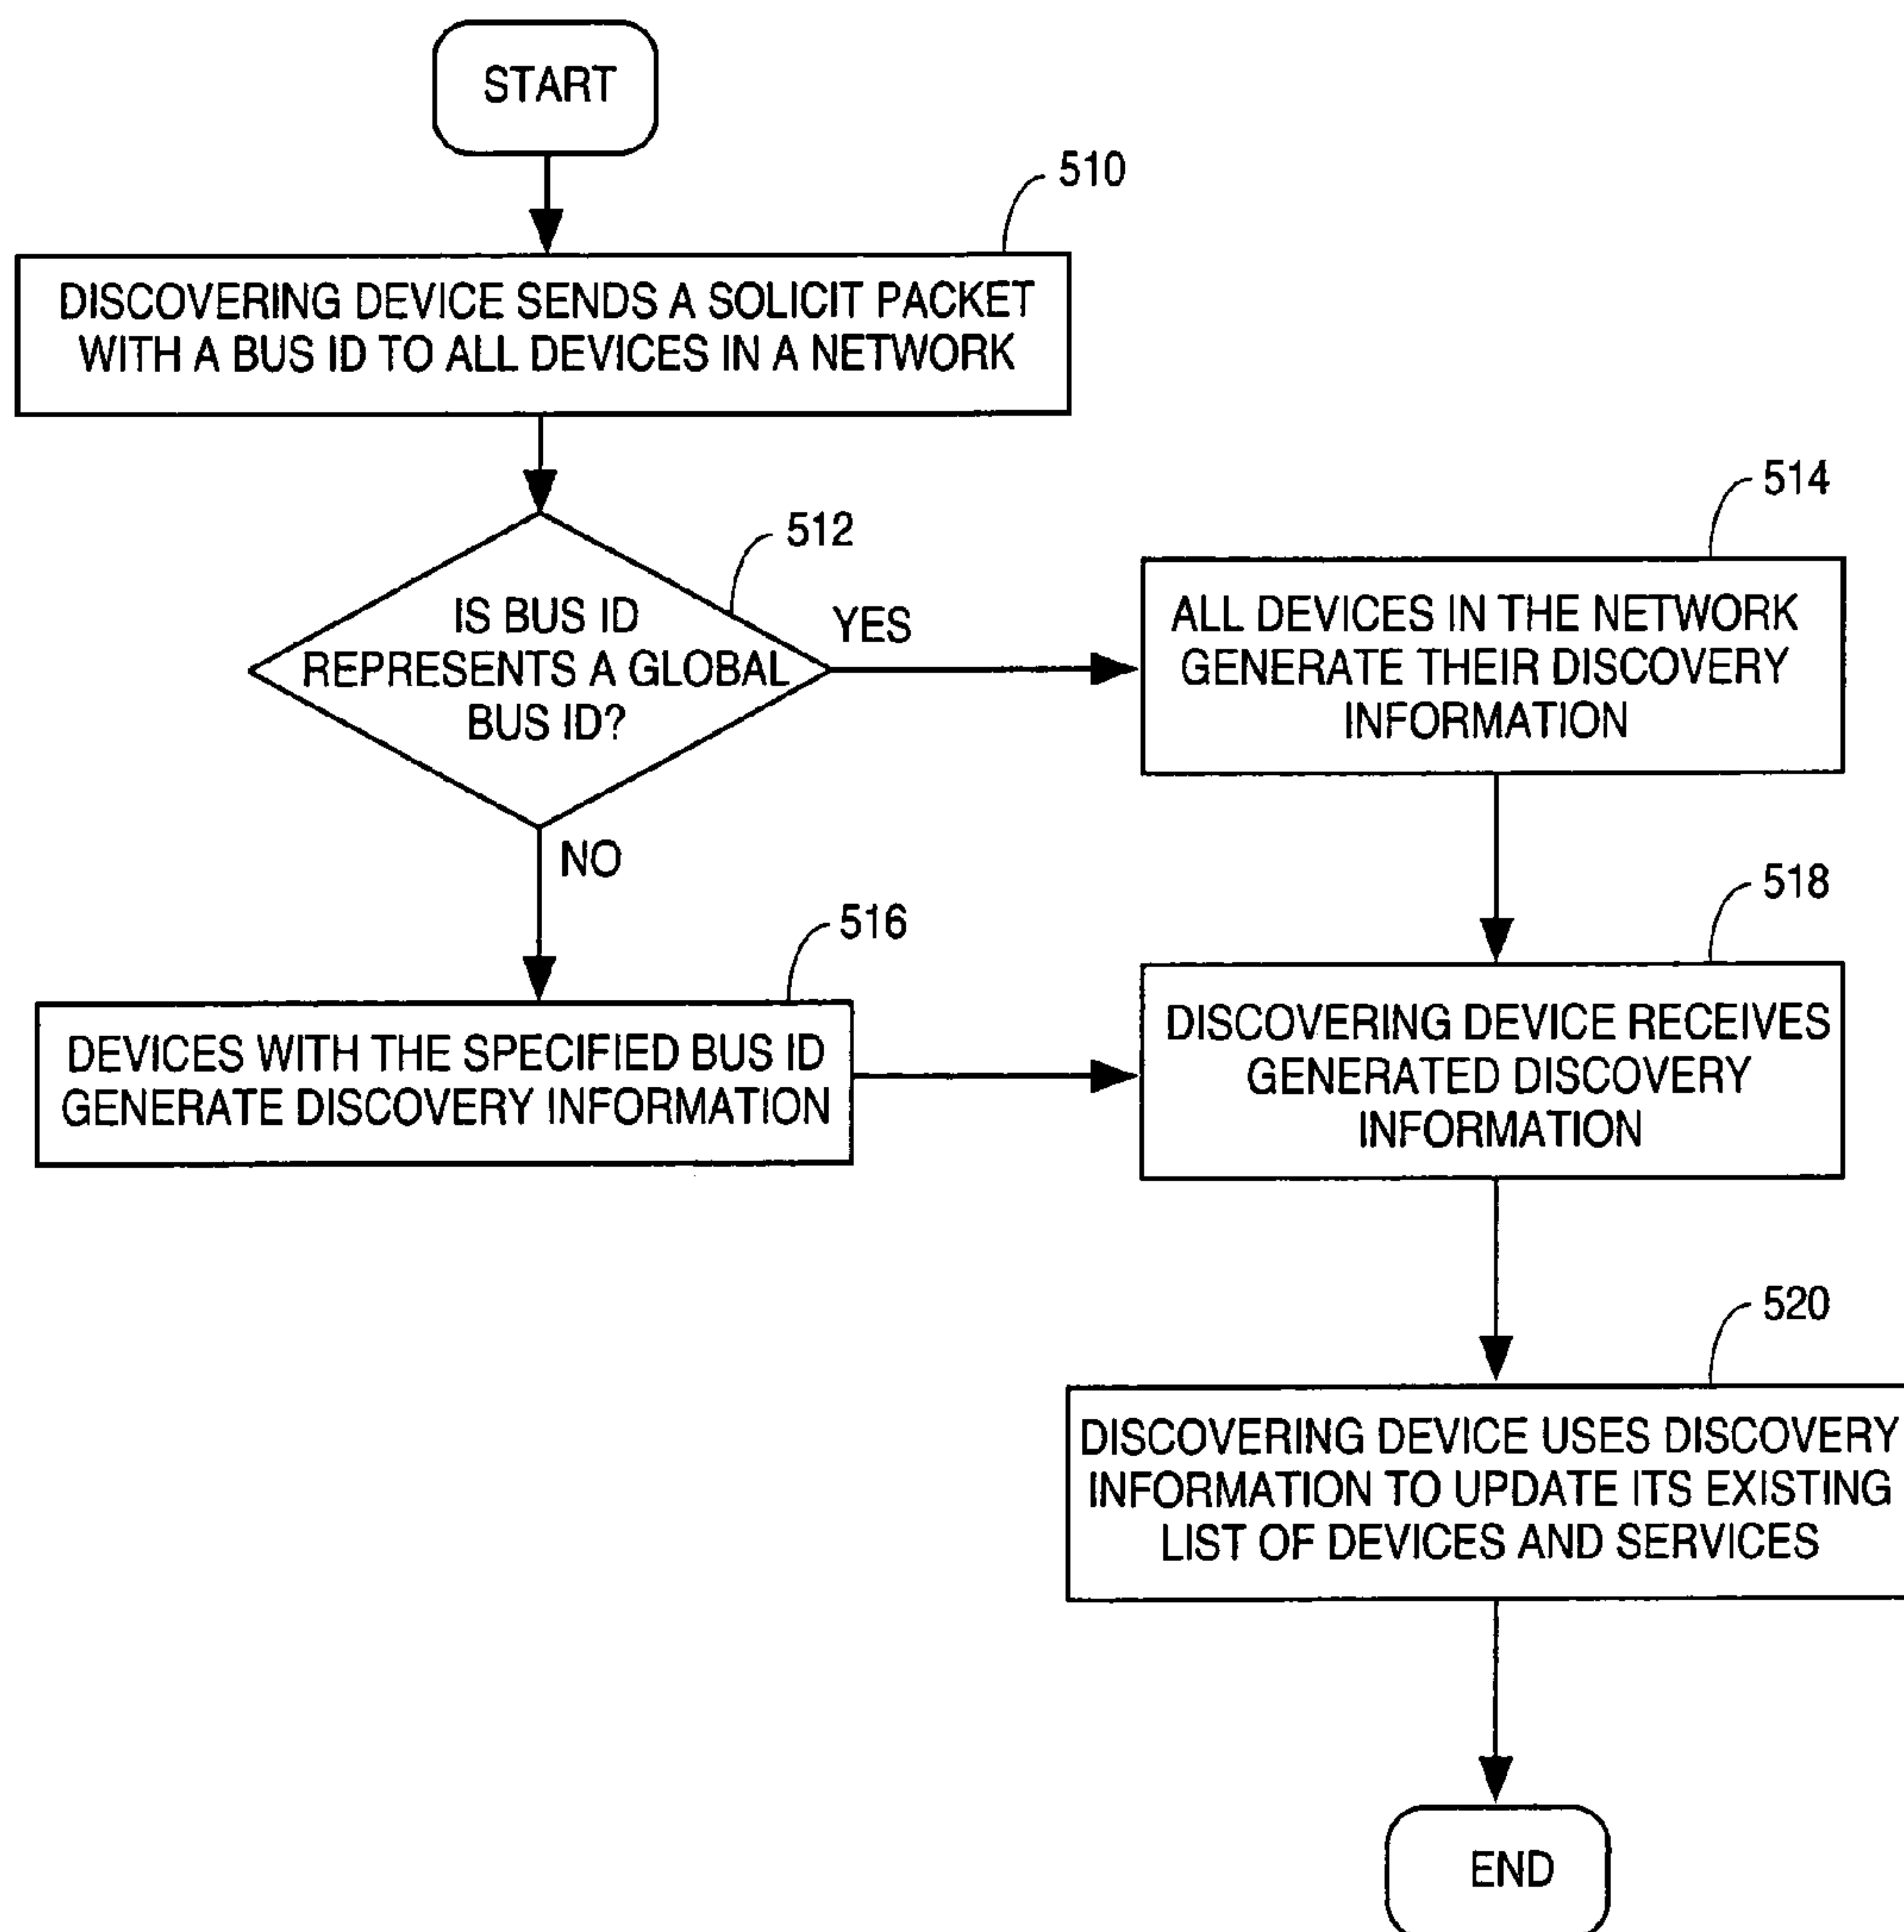 START
510
DISCOVERING DEVICE SENDS A SOLICIT PACKET
WITH A BUS ID TO ALL DEVICES IN A NETWORK
512
IS BUS ID
REPRESENTS A GLOBAL
BUS ID?
YES
NO
514
ALL DEVICES IN THE NETWORK
GENERATE THEIR DISCOVERY
INFORMATION
516
DEVICES WITH THE SPECIFIED BUS ID
GENERATE DISCOVERY INFORMATION
518
DISCOVERING DEVICE RECEIVES
GENERATED DISCOVERY
INFORMATION
520
DISCOVERING DEVICE USES DISCOVERY
INFORMATION TO UPDATE ITS EXISTING
LIST OF DEVICES AND SERVICES
END